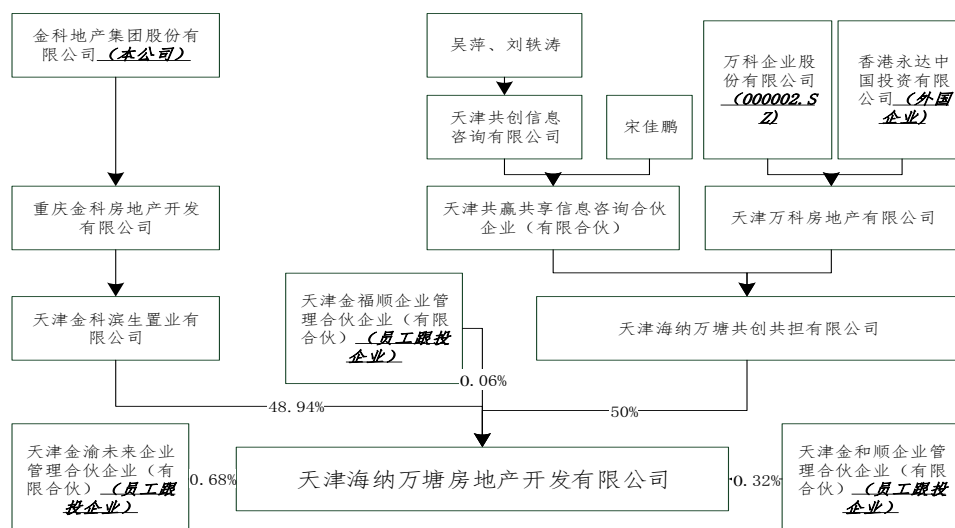 金科地产集团股份有
限公司（本公司）
吴萍、刘轶涛
万科企业股
份有限公司
（000002.S
Z）
香港永达中
国投资有限
公司（外国
企业）
天津共创信息
咨询有限公司
宋佳鹏
重庆金科房地产开发
有限公司
天津共赢共享信息咨询合伙
企业（有限合伙）
天津万科房地产有限公司
天津金科滨生置业有
限公司
天津金福顺企业管
理合伙企业（有限
合伙）（员工跟投
企业）
天津海纳万塘共创共担有限公司
0.06%
48.94%
50%
天津金渝未来企业
管理合伙企业（有
限合伙）（员工跟
投企业）
0.68%
天津海纳万塘房地产开发有限公司
0.32%
天津金和顺企业管
理合伙企业（有限
合伙）（员工跟投
企业）